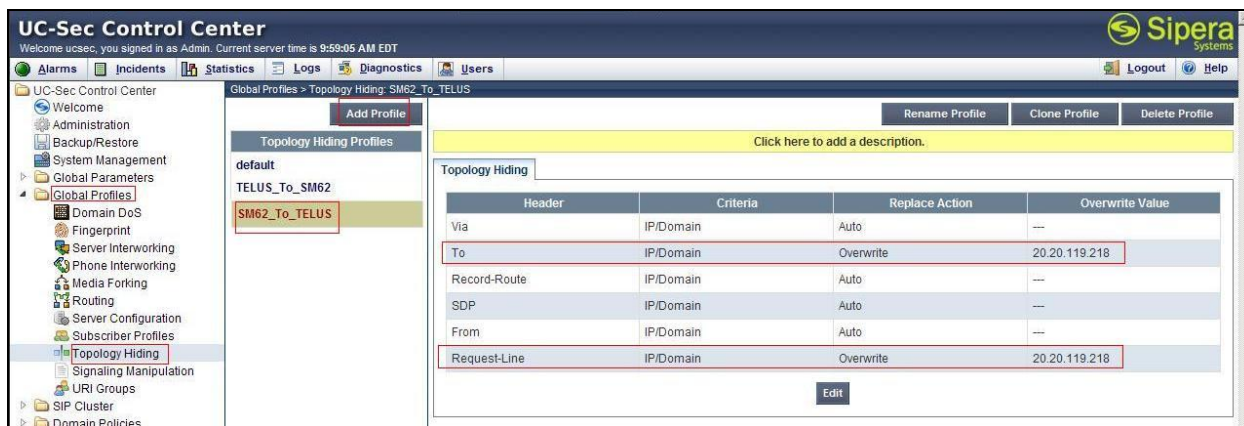 UC-Sec Control Center
Welcome ucsec, you signed in as Admin. Current server time is 9:59:05 AM EDT
Sipera
Systems
Alarms Incidents Statistics Logs Diagnostics Users Logout Help
UC-Sec Control Center
Welcome
Administration
Backup/Restore
System Management
Global Parameters
Global Profiles
Domain DoS
Fingerprint
Server Interworking
Phone Interworking
Media Forking
Routing
Server Configuration
Subscriber Profiles
Topology Hiding
Signaling Manipulation
URI Groups
SIP Cluster
Domain Policies
Global Profiles > Topology Hiding: SM62_To_TELUS
Add Profile
Topology Hiding Profiles
default
TELUS_To_SM62
SM62_To_TELUS
Rename Profile Clone Profile Delete Profile
Click here to add a description.
Topology Hiding
Header Criteria Replace Action Overwrite Value
Via IP/Domain Auto ---
To IP/Domain Overwrite 20.20.119.218
Record-Route IP/Domain Auto ---
SDP IP/Domain Auto ---
From IP/Domain Auto ---
Request-Line IP/Domain Overwrite 20.20.119.218
Edit